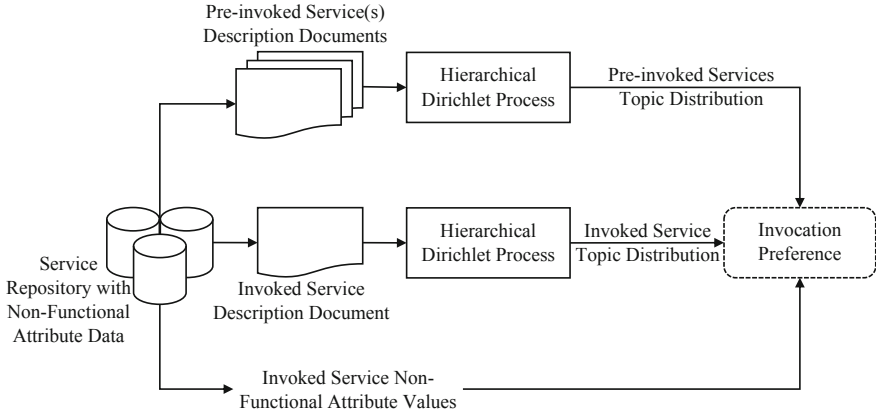 Pre-invoked Service(s)
Description Documents
Hierarchical
Dirichlet Process
Pre-invoked Services
Topic Distribution
Service
Repository with
Non-Functional
Attribute Data
Invoked Service
Description Document
Hierarchical
Dirichlet Process
Invoked Service
Topic Distribution
Invocation
Preference
Invoked Service Non-
Functional Attribute Values